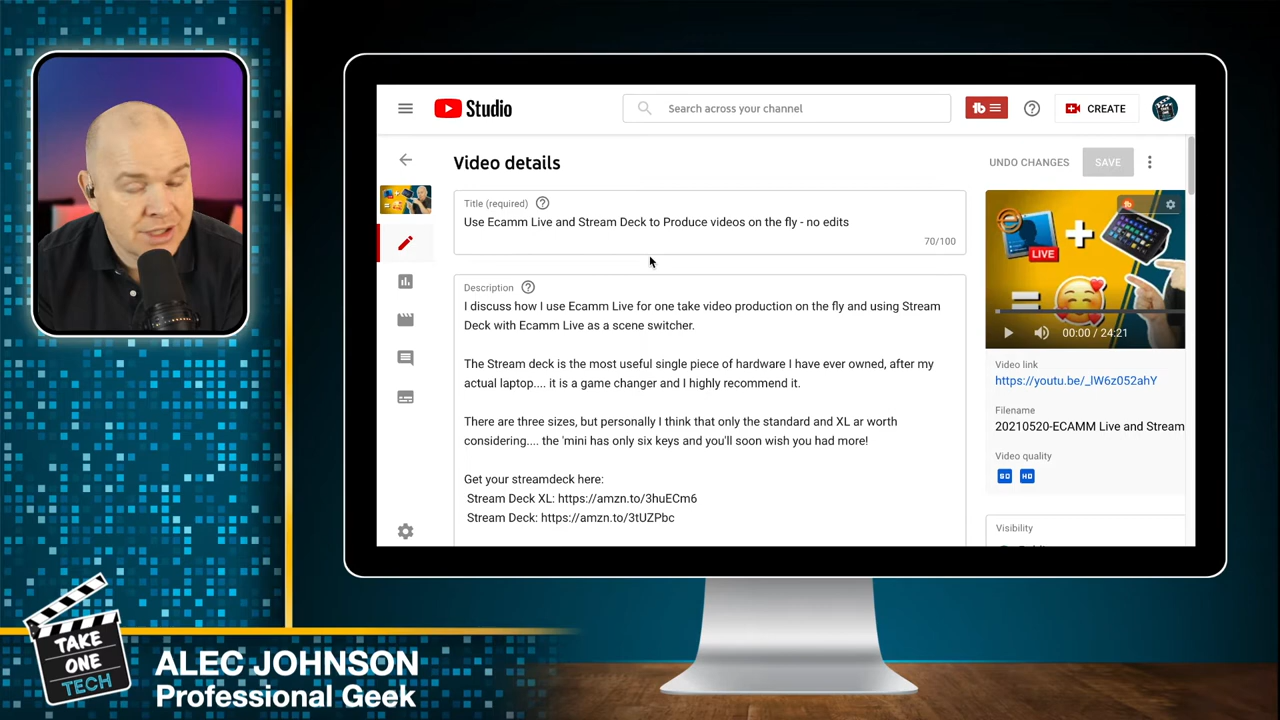 Studio
Search across your channel
CREATE
Video details
UNDO CHANGES
SAVE
Title (required)
Use Ecamm Live and Stream Deck to Produce videos on the fly - no edits
70/100
Description
I discuss how I use Ecamm Live for one take video production on the fly and using Stream
Deck with Ecamm Live as a scene switcher.
The Stream deck is the most useful single piece of hardware I have ever owned, after my
actual laptop.... it is a game changer and I highly recommend it.
There are three sizes, but personally I think that only the standard and XL ar worth
considering.... the 'mini has only six keys and you'll soon wish you had more!
Get your streamdeck here:
Stream Deck XL: https://amzn.to/3huECm6
Stream Deck: https://amzn.to/3tUZPbc
LIVE
00:00 / 24:21
Video link
https://youtu.be/_lW6z052ahY
Filename
20210520-ECAMM Live and Stream
Video quality
SD HD
Visibility
TAKE
ONE
TECH
ALEC JOHNSON
Professional Geek